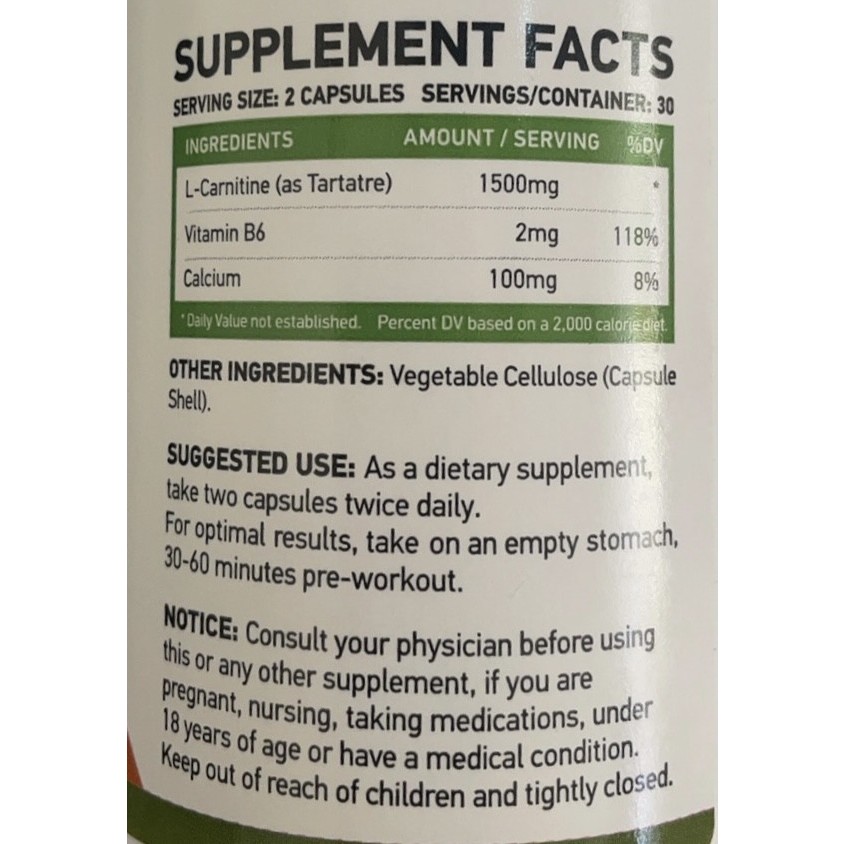 SUPPLEMENT FACTS
SERVING SIZE: 2 CAPSULES SERVINGS/CONTAINER: 30
INGREDIENTS AMOUNT / SERVING %DV
L-Carnitine (as Tartatre) 1500mg *
Vitamin B6 2mg 118%
Calcium 100mg 8%
*Daily Value not established. Percent DV based on a 2,000 calorie diet.
OTHER INGREDIENTS: Vegetable Cellulose (Capsule
Shell).
SUGGESTED USE: As a dietary supplement,
take two capsules twice daily.
For optimal results, take on an empty stomach,
30-60 minutes pre-workout.
NOTICE: Consult your physician before using
this or any other supplement, if you are
pregnant, nursing, taking medications, under
18 years of age or have a medical condition.
Keep out of reach of children and tightly closed.